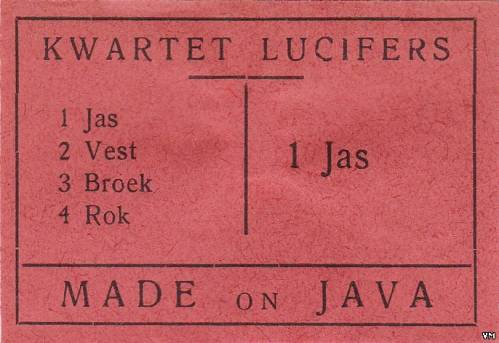 KWARTET LUCIFERS
1 Jas
2 Vest
3 Broek
4 Rok
1 Jas
MADE ON JAVA
VM